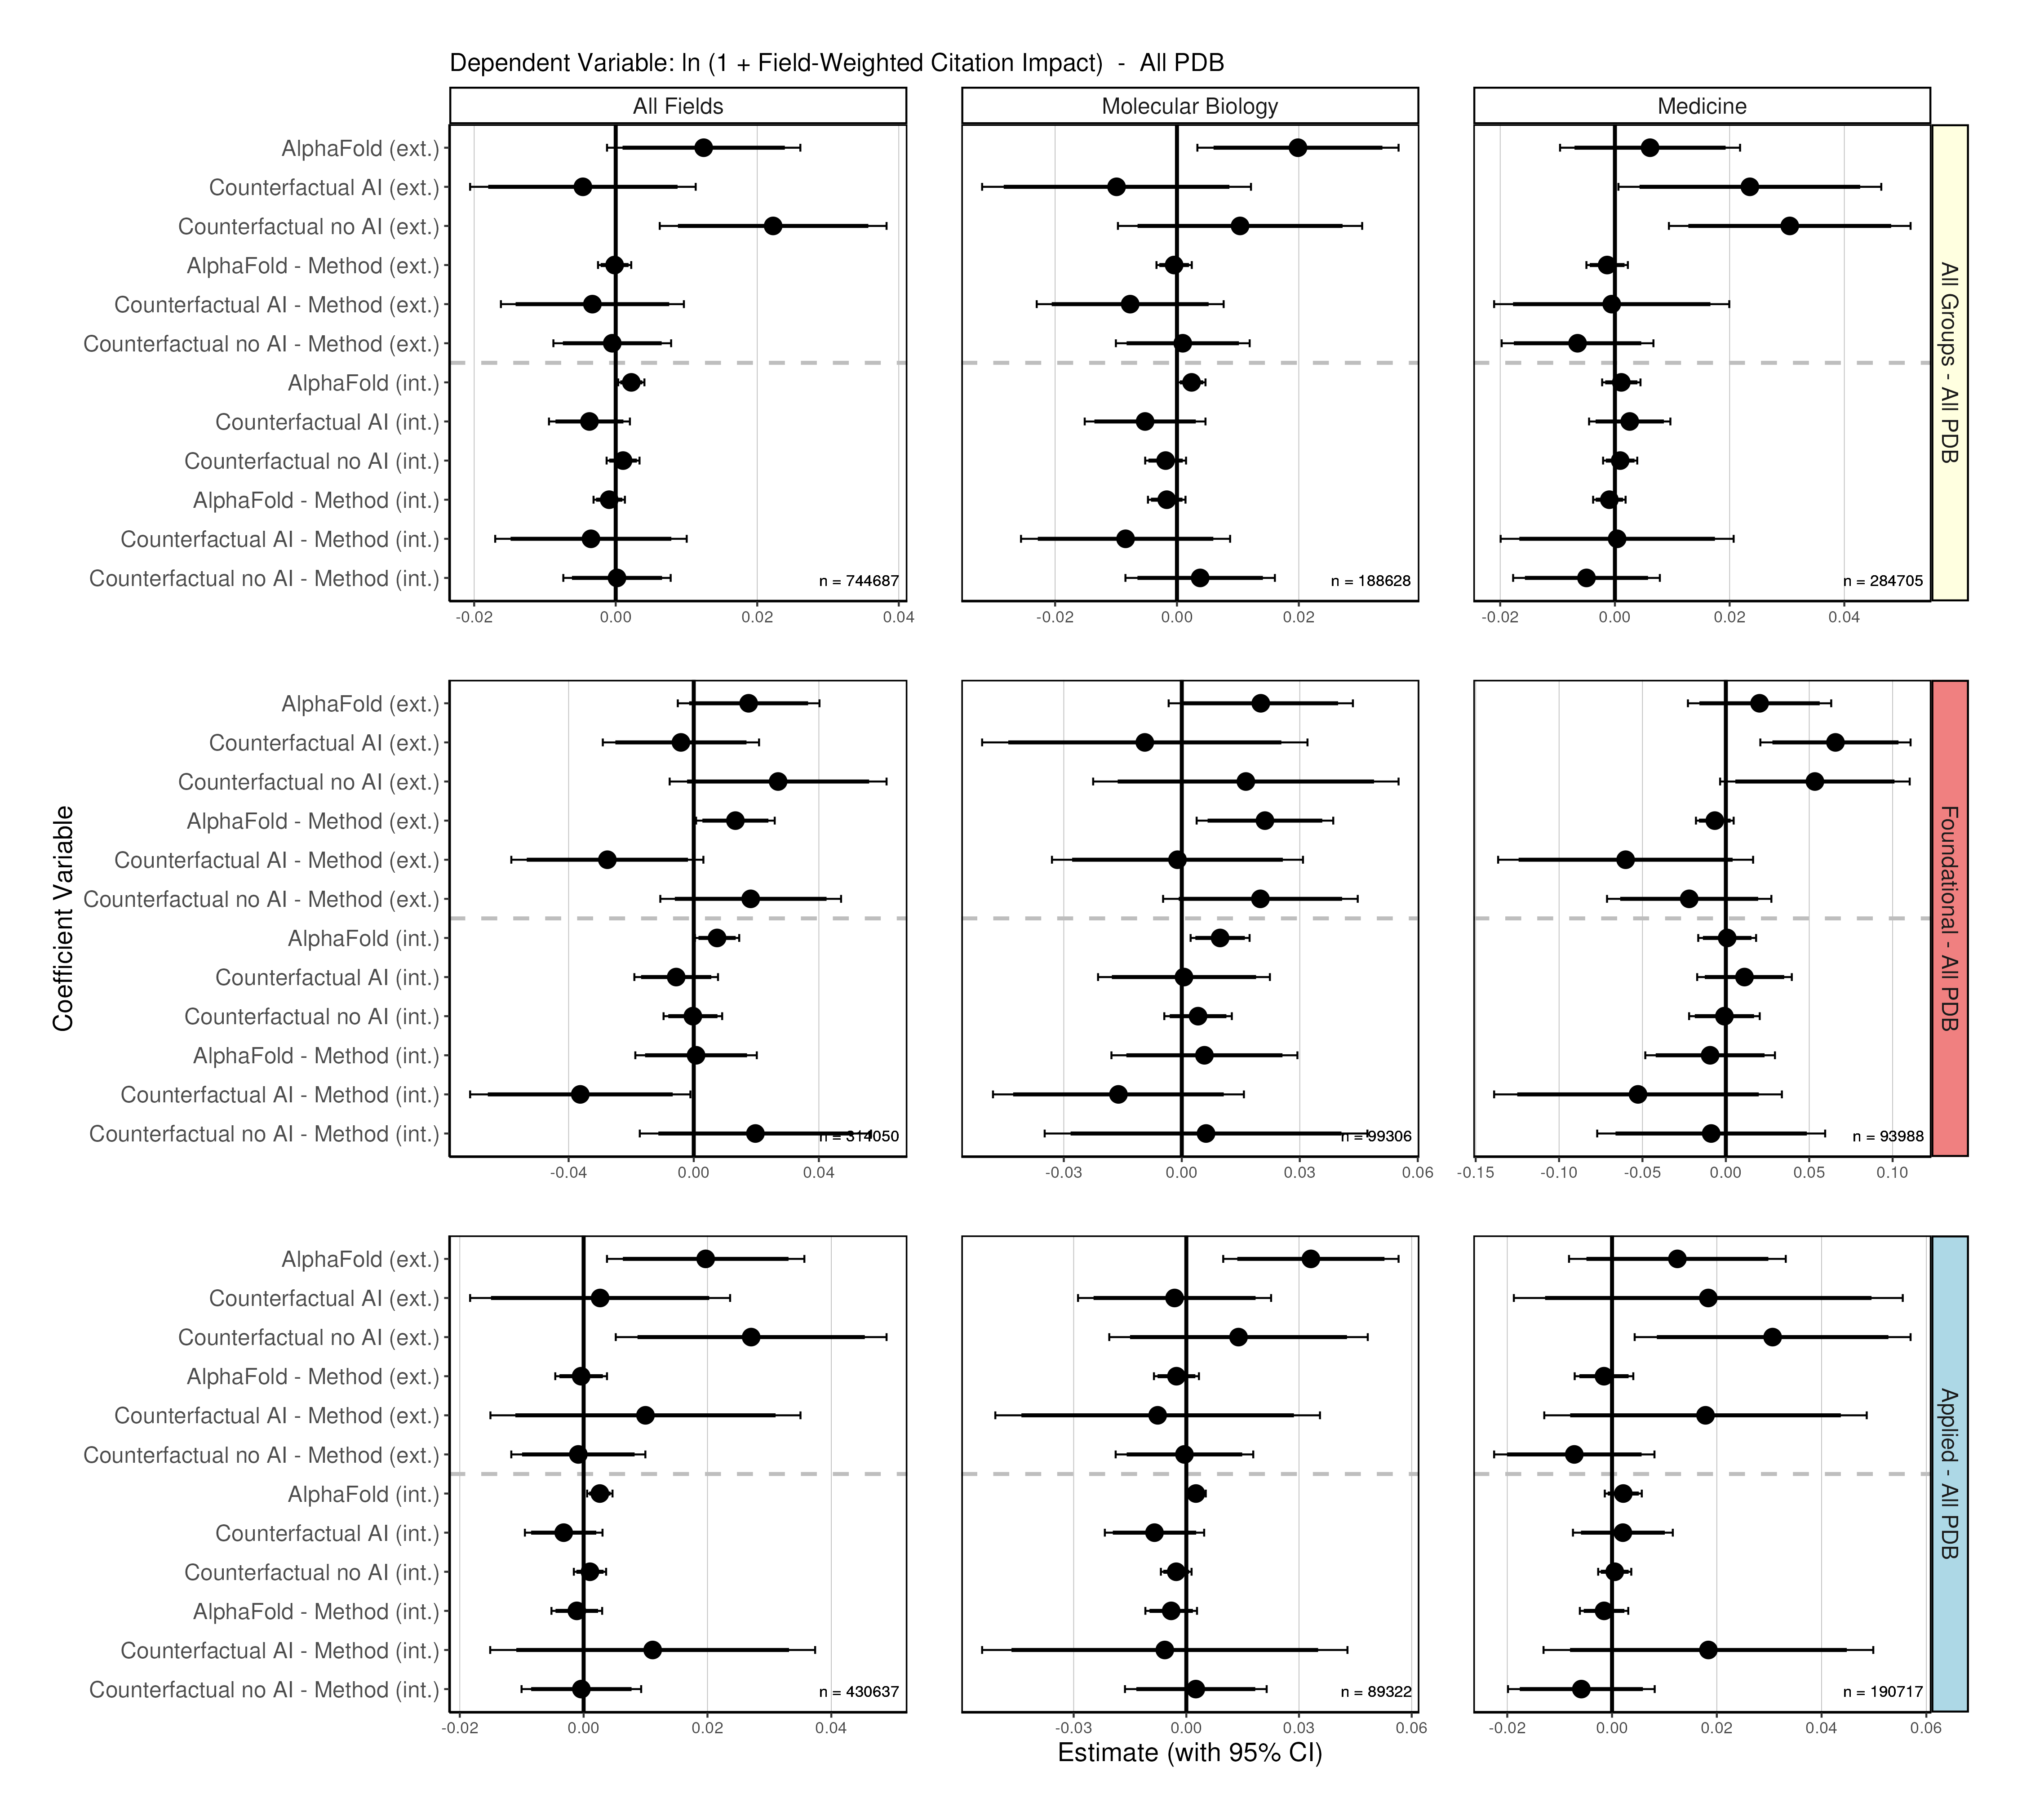 Dependent Variable: ln (1 + Field-Weighted Citation Impact)  -  All PDB
All Fields
Molecular Biology
Medicine
AlphaFold (ext.)
Counterfactual AI (ext.)
Counterfactual no AI (ext.)
AlphaFold - Method (ext.)
Counterfactual AI - Method (ext.)
Counterfactual no AI - Method (ext.)
AlphaFold (int.)
Counterfactual AI (int.)
Counterfactual no AI (int.)
AlphaFold - Method (int.)
Counterfactual AI - Method (int.)
Counterfactual no AI - Method (int.)
n = 744687
n = 188628
n = 284705
All Groups - All PDB
-0.02 0.00 0.02 0.04
-0.02 0.00 0.02
-0.02 0.00 0.02 0.04
Coefficient Variable
AlphaFold (ext.)
Counterfactual AI (ext.)
Counterfactual no AI (ext.)
AlphaFold - Method (ext.)
Counterfactual AI - Method (ext.)
Counterfactual no AI - Method (ext.)
AlphaFold (int.)
Counterfactual AI (int.)
Counterfactual no AI (int.)
AlphaFold - Method (int.)
Counterfactual AI - Method (int.)
Counterfactual no AI - Method (int.)
n = 314050
n = 99306
n = 93988
Foundational - All PDB
-0.04 0.00 0.04
-0.03 0.00 0.03 0.06
-0.15 -0.10 -0.05 0.00 0.05 0.10
AlphaFold (ext.)
Counterfactual AI (ext.)
Counterfactual no AI (ext.)
AlphaFold - Method (ext.)
Counterfactual AI - Method (ext.)
Counterfactual no AI - Method (ext.)
AlphaFold (int.)
Counterfactual AI (int.)
Counterfactual no AI (int.)
AlphaFold - Method (int.)
Counterfactual AI - Method (int.)
Counterfactual no AI - Method (int.)
n = 430637
n = 89322
n = 190717
Applied - All PDB
-0.02 0.00 0.02 0.04
-0.03 0.00 0.03 0.06
-0.02 0.00 0.02 0.04 0.06
Estimate (with 95% CI)